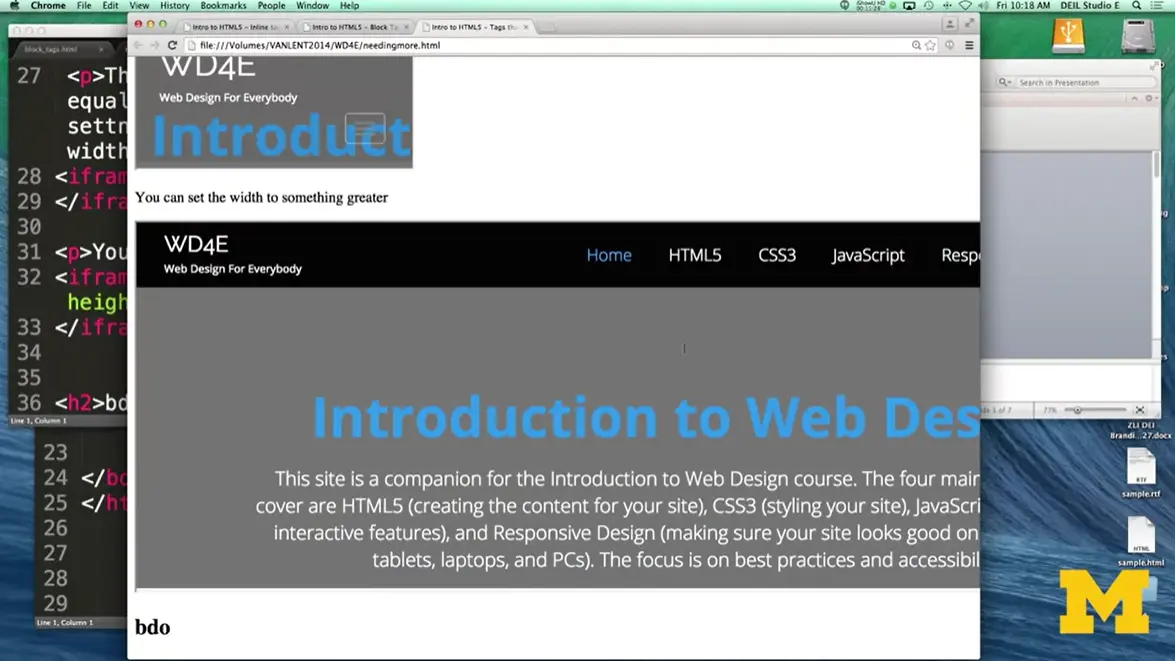 Chrome File Edit View History Bookmarks People Window Help
Fri 10:18 AM DEIL Studio E
Intro to HTML5 – Inline
Intro to HTML5 – Block T
Intro to HTML5 – Tags th
file:///Volumes/VANLENT2014/WD4E/needingmore.html
block_tags.html
Search in Presentation
27 <p>Th
equal
settn
width
28 <ifram
29 </ifra
30
31 <p>You
32 <ifram
heigh
33 </ifra
34
35
36 <h2>bd
Line 1, Column 1
23
24 </bo
25 </ht
26
27
28
29
Line 1, Column 1
WD4E
Web Design For Everybody
Introduct
You can set the width to something greater
WD4E
Web Design For Everybody
Home HTML5 CSS3 JavaScript Respo
Introduction to Web Des
This site is a companion for the Introduction to Web Design course. The four main
cover are HTML5 (creating the content for your site), CSS3 (styling your site), JavaScri
interactive features), and Responsive Design (making sure your site looks good on
tablets, laptops, and PCs). The focus is on best practices and accessibil
bdo
77%
ZLI DEI
Brandi...27.docx
RTF
sample.rtf
HTML
sample.html
M